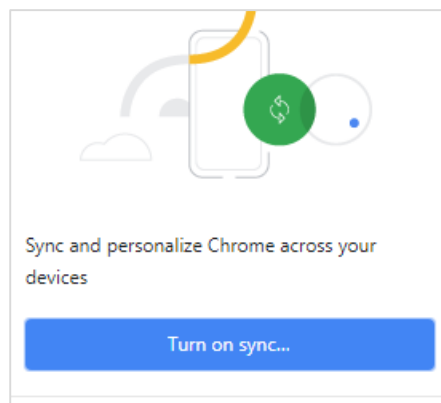 Sync and personalize Chrome across your
devices
Turn on sync...